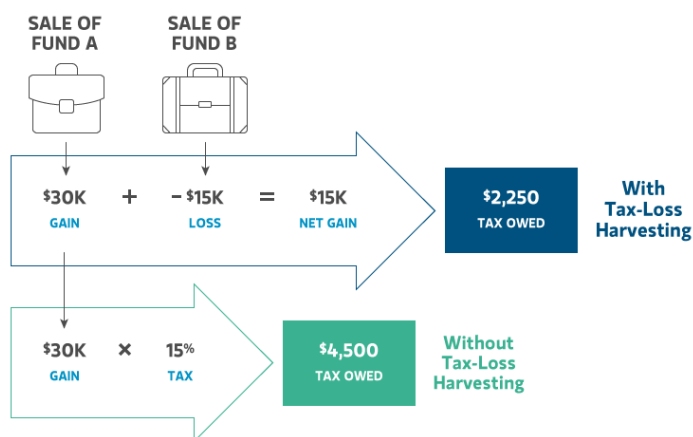 SALE OF
FUND A
SALE OF
FUND B
$30K + - $15K = $15K
GAIN LOSS NET GAIN
$2,250
TAX OWED
With
Tax-Loss
Harvesting
$30K × 15%
GAIN TAX
$4,500
TAX OWED
Without
Tax-Loss
Harvesting